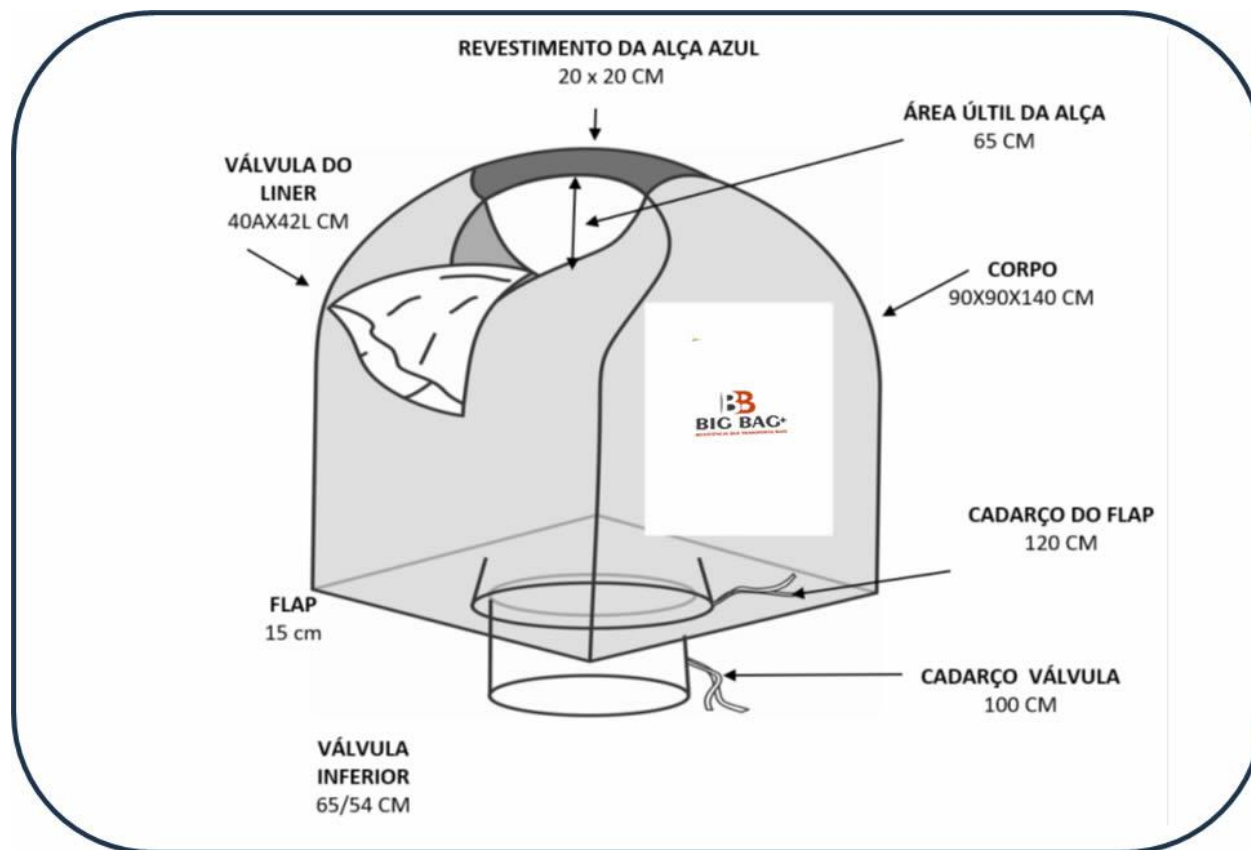 REVESTIMENTO DA ALÇA AZUL
20 x 20 CM
ÁREA ÚLTIL DA ALÇA
65 CM
VÁLVULA DO
LINER
40AX42L CM
CORPO
90X90X140 CM
BB
BIG BAG+
CADARÇO DO FLAP
120 CM
FLAP
15 cm
CADARÇO VÁLVULA
100 CM
VÁLVULA
INFERIOR
65/54 CM